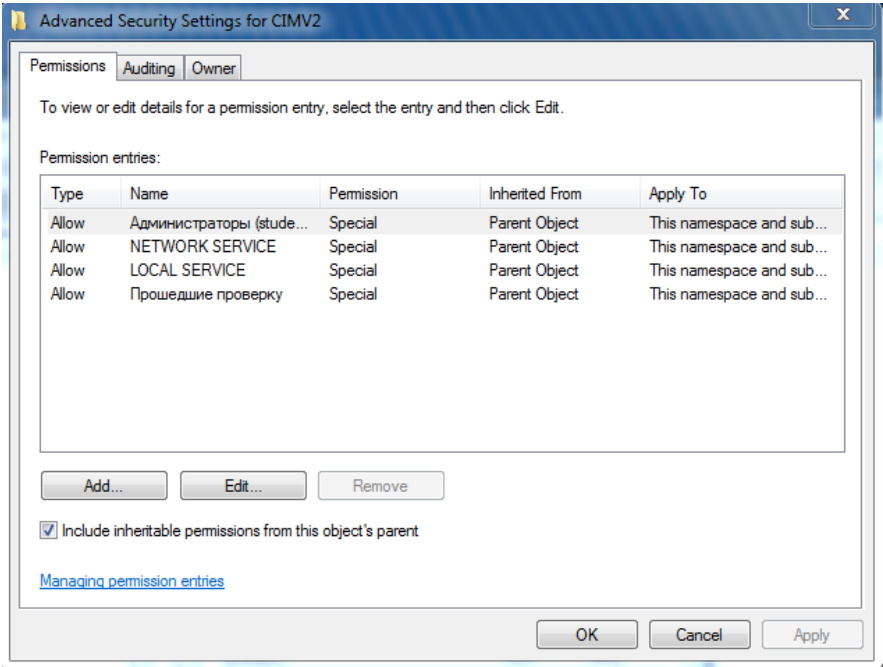 Advanced Security Settings for CIMV2
x
Permissions Auditing Owner
To view or edit details for a permission entry, select the entry and then click Edit.
Permission entries:
Type Name Permission Inherited From Apply To
Allow Администраторы (stude... Special Parent Object This namespace and sub...
Allow NETWORK SERVICE Special Parent Object This namespace and sub...
Allow LOCAL SERVICE Special Parent Object This namespace and sub...
Allow Прошедшие проверку Special Parent Object This namespace and sub...
Add... Edit... Remove
Include inheritable permissions from this object's parent
Managing permission entries
OK Cancel Apply